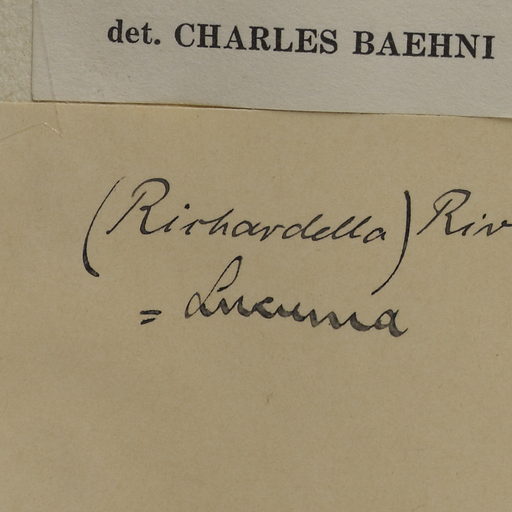 det. CHARLES BAEHNI
(Richardella) Riv
= Lucuma